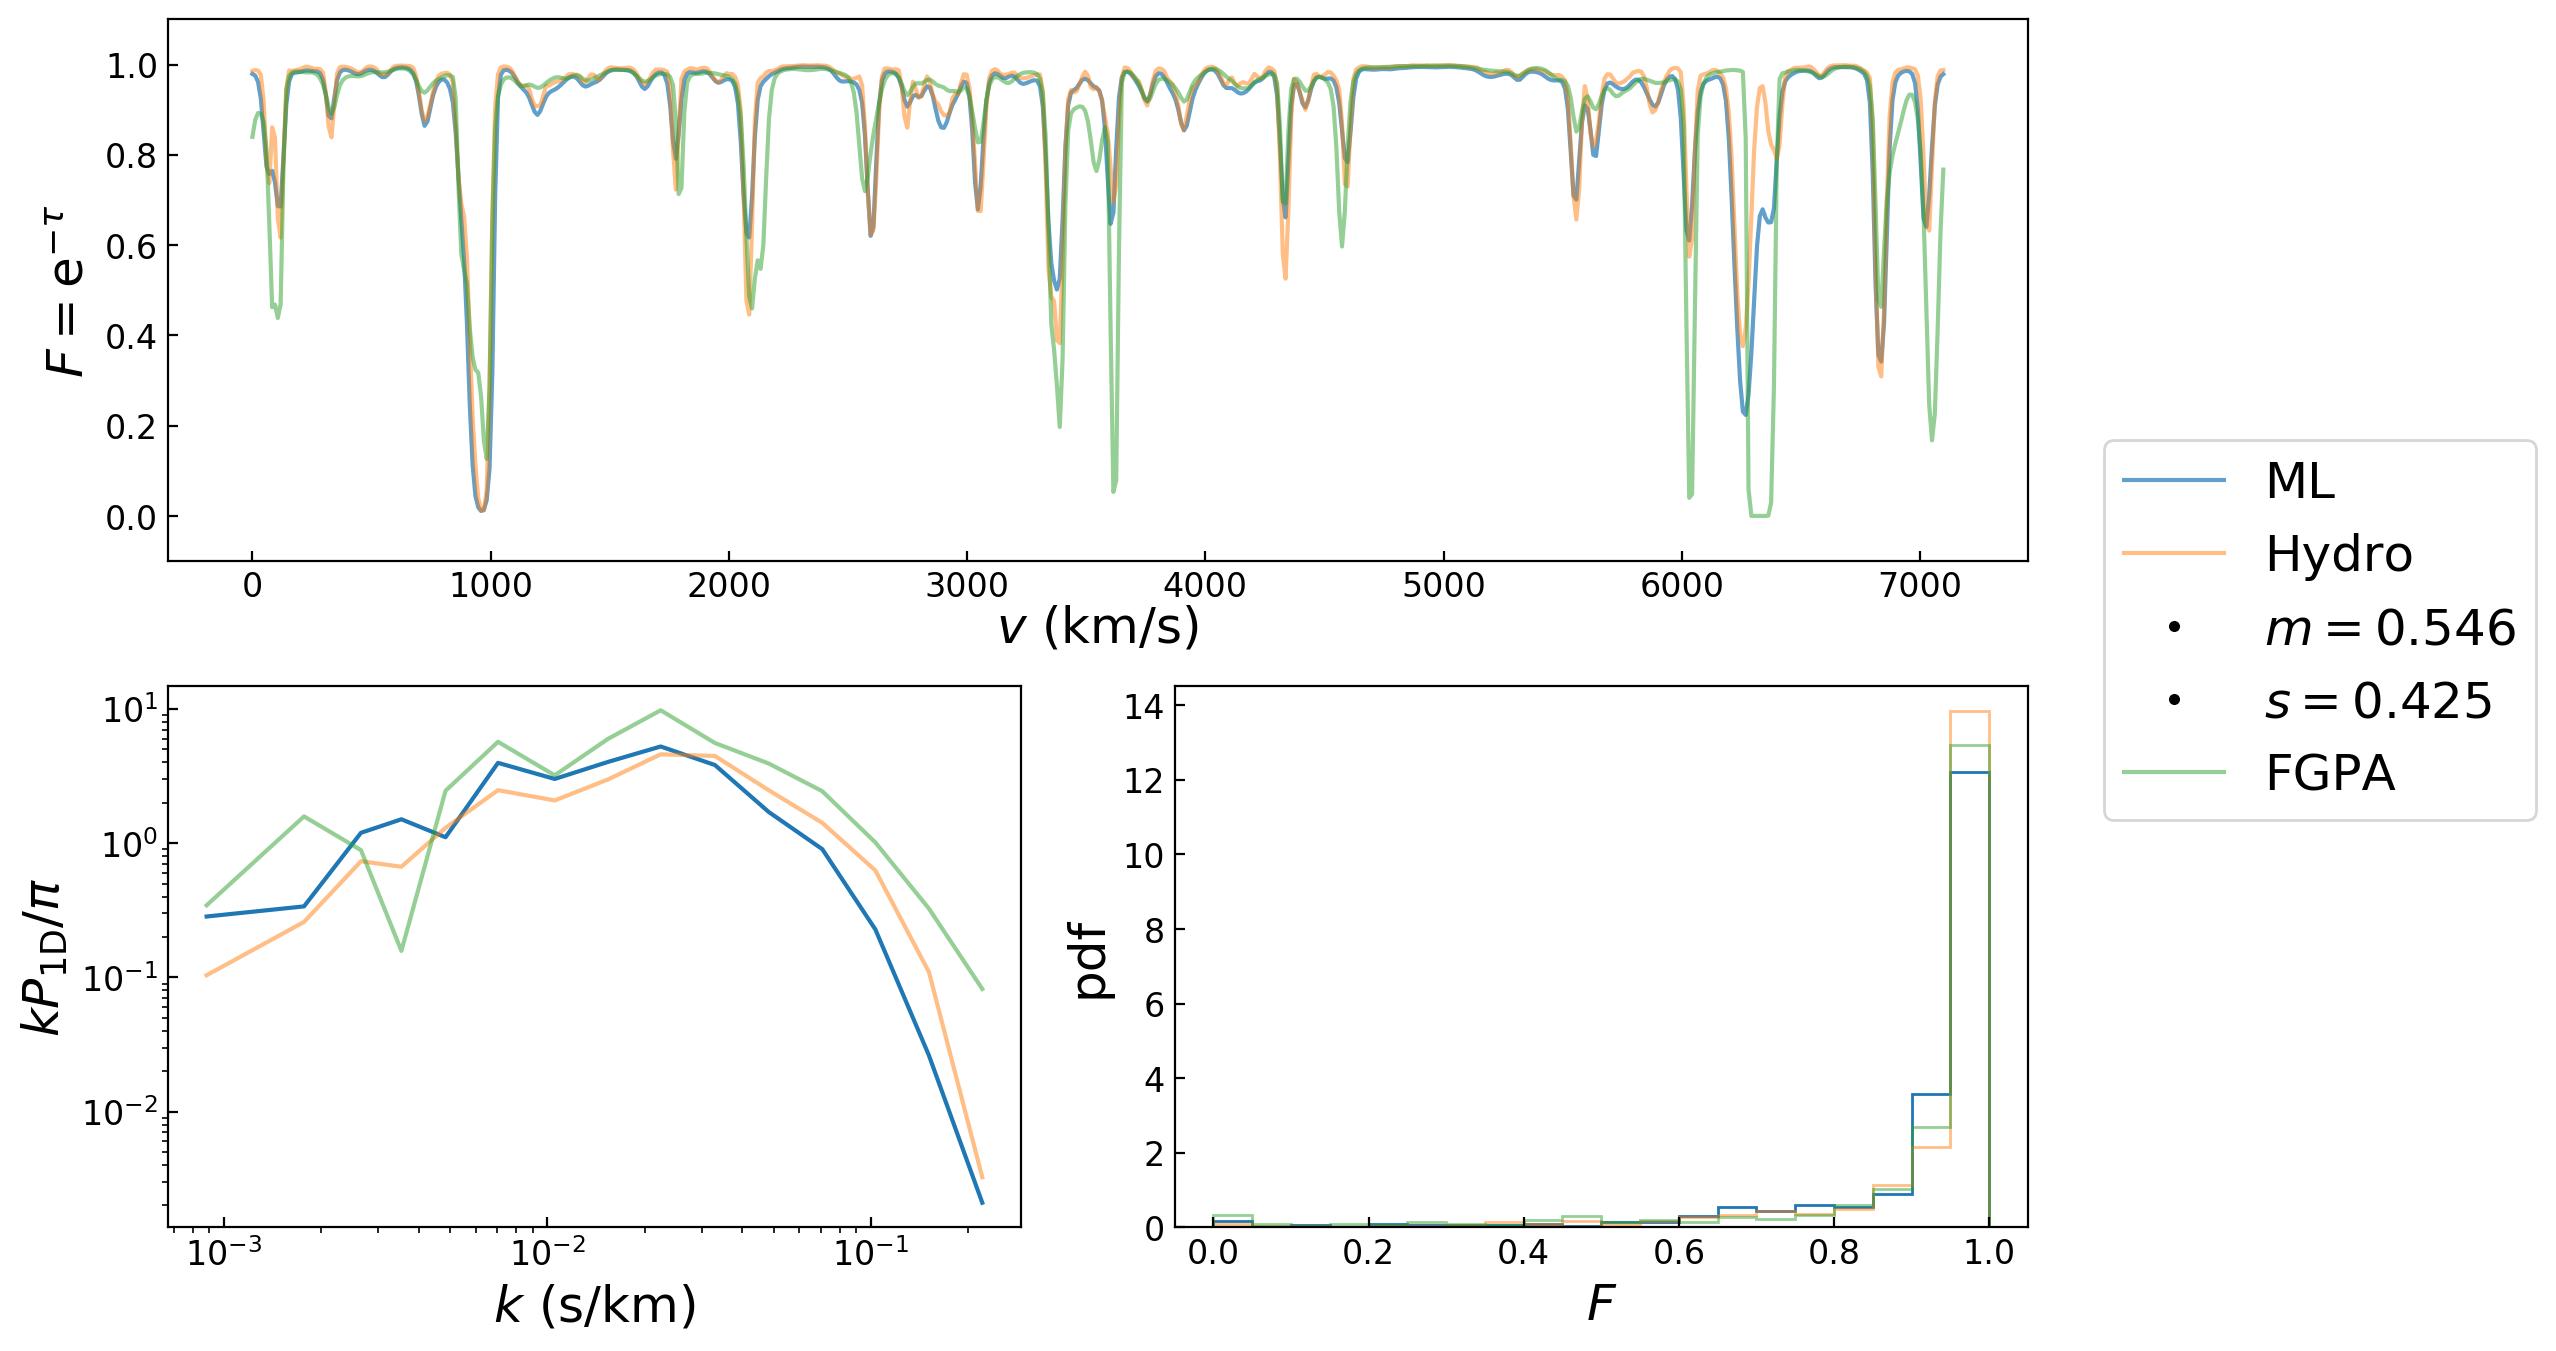 1.0
0.8
0.6
0.4
0.2
0.0
F = e^{−τ}
0 1000 2000 3000 4000 5000 6000 7000
v (km/s)
ML
Hydro
m = 0.546
s = 0.425
FGPA
10^1
10^0
10^{−1}
10^{−2}
kP_{1D}/π
10^{−3} 10^{−2} 10^{−1}
k (s/km)
14
12
10
8
6
4
2
0
pdf
0.0 0.2 0.4 0.6 0.8 1.0
F